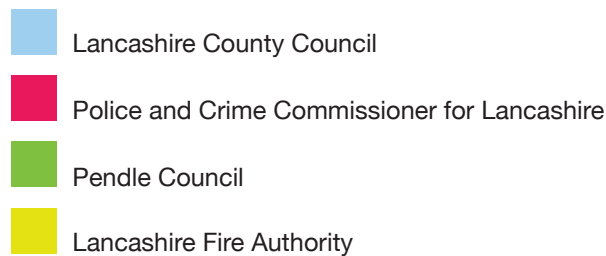 Lancashire County Council
Police and Crime Commissioner for Lancashire
Pendle Council
Lancashire Fire Authority